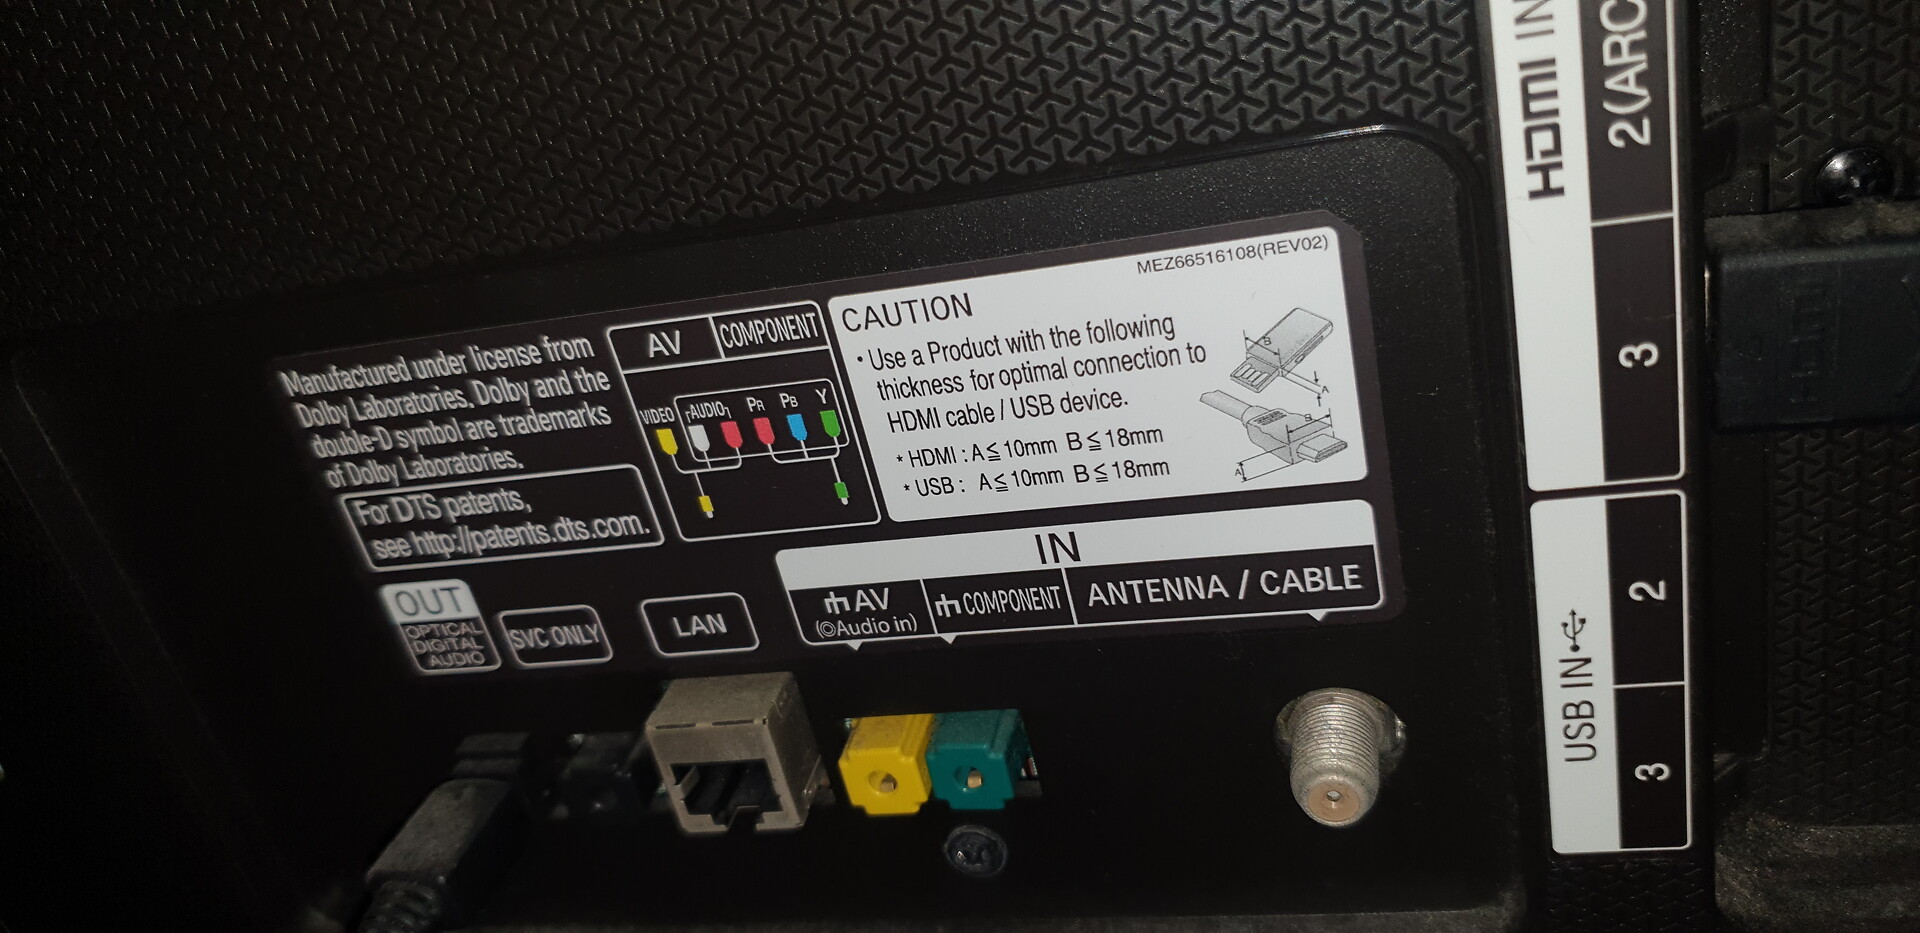 Manufactured under license from
Dolby Laboratories. Dolby and the
double-D symbol are trademarks
of Dolby Laboratories.
For DTS patents,
see http://patents.dts.com.
AV
COMPONENT
VIDEO
AUDIO
PR
PB
Y
MEZ66516108(REV02)
CAUTION
• Use a Product with the following
thickness for optimal connection to
HDMI cable / USB device.
* HDMI : A≦10mm B≦18mm
* USB : A≦10mm B≦18mm
B
A
B
A
OUT
OPTICAL
DIGITAL
AUDIO
SVC ONLY
LAN
IN
AV
(◎Audio in)
COMPONENT
ANTENNA / CABLE
HDMI IN
2(ARC
3
USB IN
2
3
HDMI